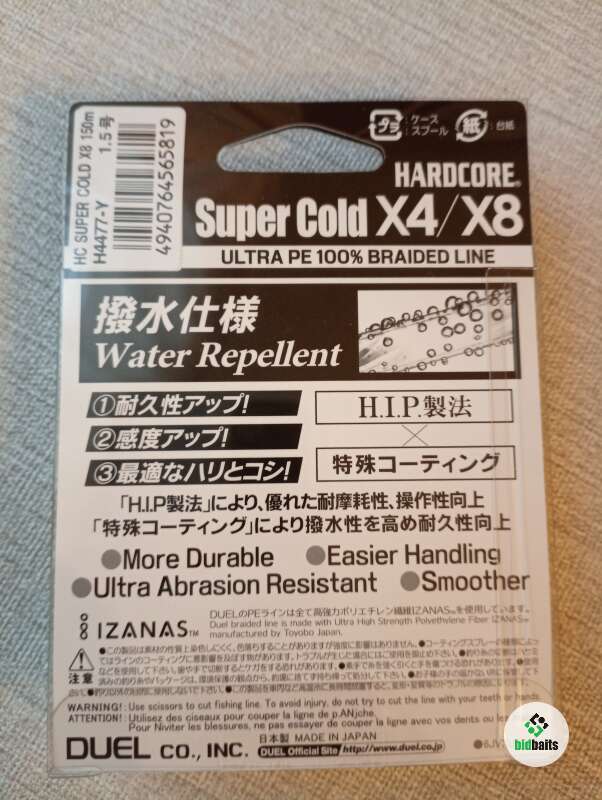 HC SUPER COLD X8 150m
H4477-Y 1.5号
4940764565819
プラ :ケース スプール
紙 :台紙
HARDCORE®
Super Cold X4/X8
ULTRA PE 100% BRAIDED LINE
撥水仕様
Water Repellent
①耐久性アップ!
②感度アップ!
③最適なハリとコシ!
H.I.P.製法
×
特殊コーティング
「H.I.P製法」により、優れた耐摩耗性、操作性向上
「特殊コーティング」により撥水性を高め耐久性向上
●More Durable ●Easier Handling
●Ultra Abrasion Resistant ●Smoother
IZANAS™
DUELのPEラインは全て高強力ポリエチレン繊維IZANAS®を使用しています。
Duel braided line is made with Ultra High Strength Polyethylene Fiber IZANAS®
manufactured by Toyobo Japan.
注意
WARNING!: Use scissors to cut fishing line. To avoid injury, do not try to cut the line with your teeth or hands
ATTENTION!: Utilisez des ciseaux pour couper la ligne de p.
Pour Niviter les blessures, ne pas essayer de couper la ligne avec vos dents ou les
DUEL CO., INC.
日本製 MADE IN JAPAN
DUEL Official Site http://www.duel.co.jp
bidbaits